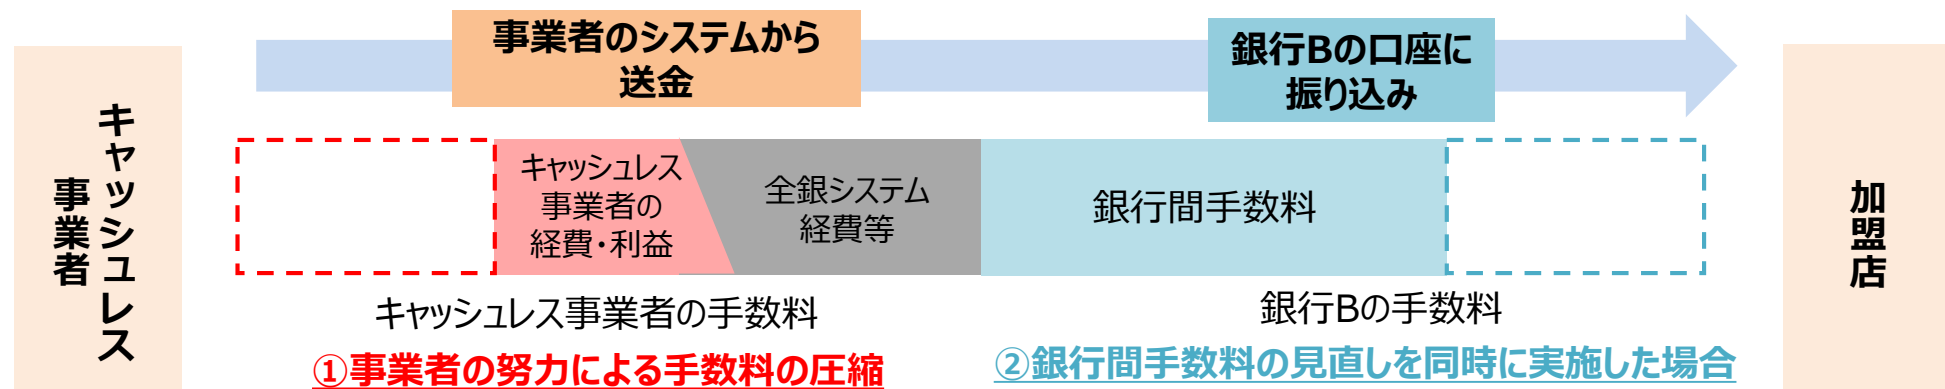 キャッシュレス
事業者
事業者のシステムから
送金
銀行Bの口座に
振り込み
キャッシュレス
事業者の
経費・利益
全銀システム
経費等
銀行間手数料
キャッシュレス事業者の手数料
銀行Bの手数料
①事業者の努力による手数料の圧縮
②銀行間手数料の見直しを同時に実施した場合
加盟店